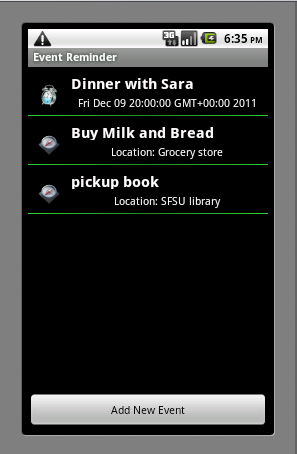 3G 6:35 PM
Event Reminder
Dinner with Sara
Fri Dec 09 20:00:00 GMT+00:00 2011
Buy Milk and Bread
Location: Grocery store
pickup book
Location: SFSU library
Add New Event